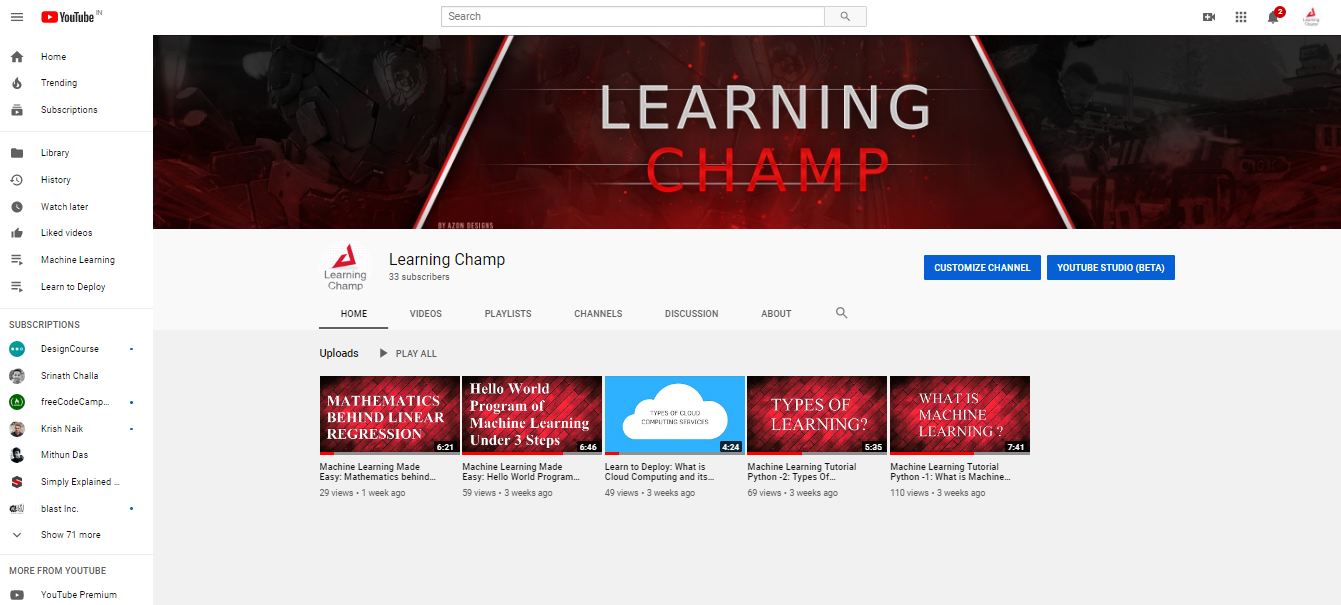 YouTube IN
Search
2
Home
Trending
Subscriptions
Library
History
Watch later
Liked videos
Machine Learning
Learn to Deploy
SUBSCRIPTIONS
DesignCourse
Srinath Challa
freeCodeCamp...
Krish Naik
Mithun Das
Simply Explained ...
blast Inc.
Show 71 more
MORE FROM YOUTUBE
YouTube Premium
LEARNING
CHAMP
BY AZON DESIGNS
Learning
Champ
Learning Champ
33 subscribers
CUSTOMIZE CHANNEL
YOUTUBE STUDIO (BETA)
HOME VIDEOS PLAYLISTS CHANNELS DISCUSSION ABOUT
Uploads PLAY ALL
MATHEMATICS
BEHIND LINEAR
REGRESSION
6:21
Machine Learning Made
Easy: Mathematics behind...
29 views • 1 week ago
Hello World
Program of
Machine Learning
Under 3 Steps
6:46
Machine Learning Made
Easy: Hello World Program...
59 views • 3 weeks ago
TYPES OF CLOUD
COMPUTING SERVICES
4:24
Learn to Deploy: What is
Cloud Computing and its...
49 views • 3 weeks ago
TYPES OF
LEARNING?
5:35
Machine Learning Tutorial
Python -2: Types Of...
69 views • 3 weeks ago
WHAT IS
MACHINE
LEARNING ?
7:41
Machine Learning Tutorial
Python -1: What is Machine...
110 views • 3 weeks ago